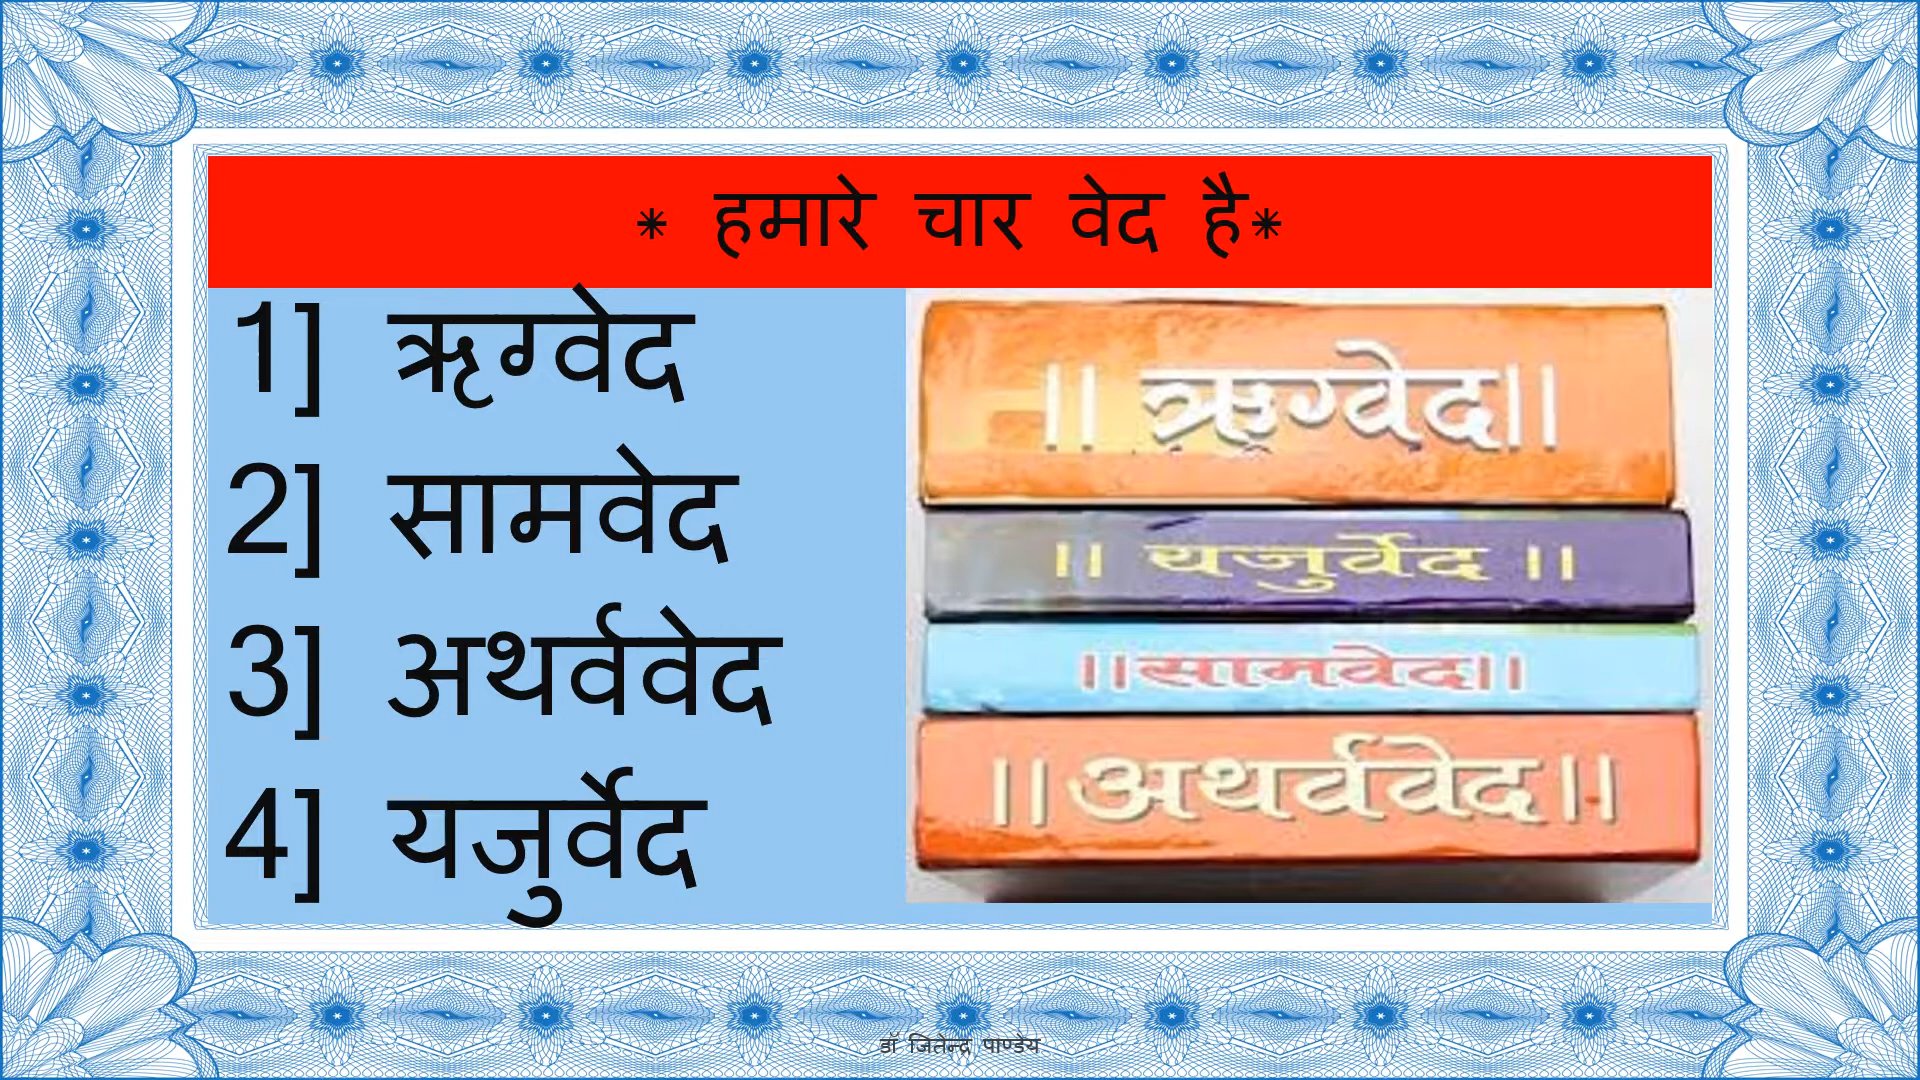 * हमारे चार वेद है*
1] ऋग्वेद
2] सामवेद
3] अथर्ववेद
4] यजुर्वेद
|| ऋग्वेद||
|| यजुर्वेद ||
||सामवेद||
||अथर्ववेद||
डॉ जितेन्द्र पाण्डेय